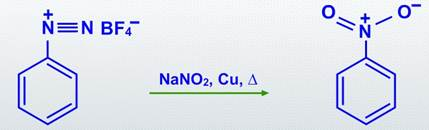 +
N≡N BF₄⁻
NaNO₂, Cu, Δ
O O⁻
+
N